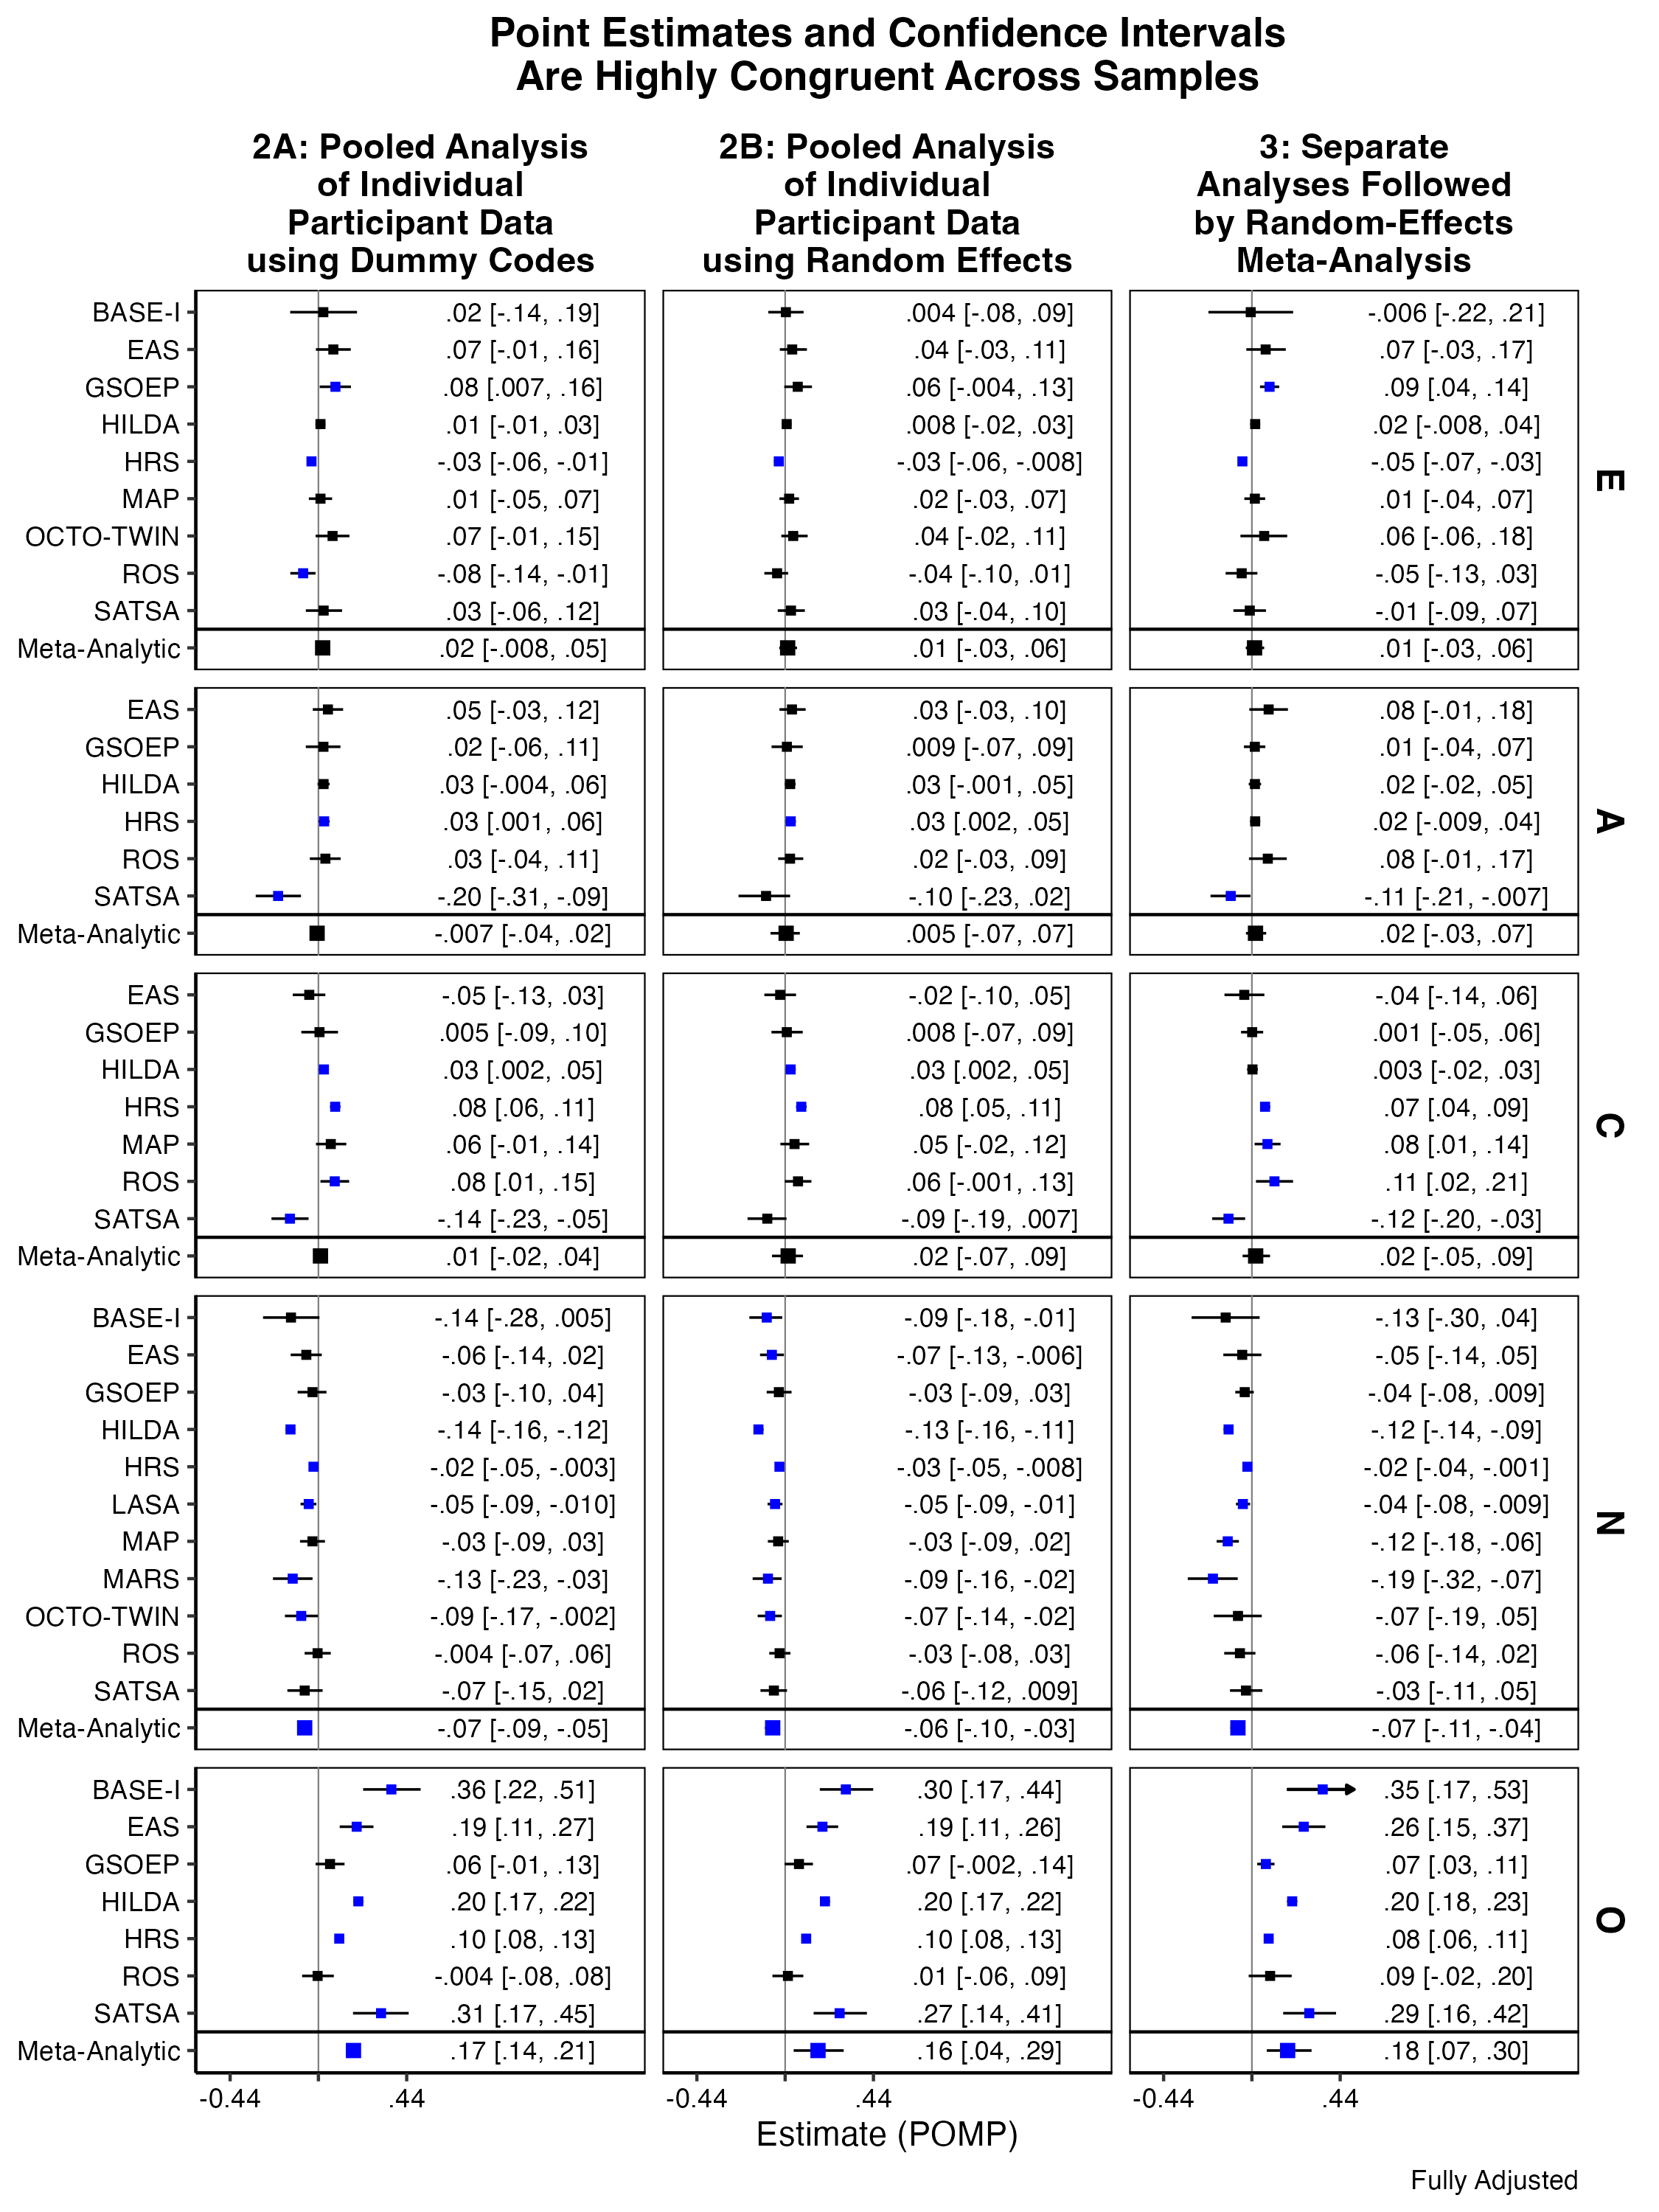 Point Estimates and Confidence Intervals
Are Highly Congruent Across Samples
2A: Pooled Analysis
of Individual
Participant Data
using Dummy Codes
2B: Pooled Analysis
of Individual
Participant Data
using Random Effects
3: Separate
Analyses Followed
by Random-Effects
Meta-Analysis
BASE-I .02 [-.14, .19] .004 [-.08, .09] -.006 [-.22, .21]
EAS .07 [-.01, .16] .04 [-.03, .11] .07 [-.03, .17]
GSOEP .08 [.007, .16] .06 [-.004, .13] .09 [.04, .14]
HILDA .01 [-.01, .03] .008 [-.02, .03] .02 [-.008, .04]
HRS -.03 [-.06, -.01] -.03 [-.06, -.008] -.05 [-.07, -.03]
MAP .01 [-.05, .07] .02 [-.03, .07] .01 [-.04, .07]
OCTO-TWIN .07 [-.01, .15] .04 [-.02, .11] .06 [-.06, .18]
ROS -.08 [-.14, -.01] -.04 [-.10, .01] -.05 [-.13, .03]
SATSA .03 [-.06, .12] .03 [-.04, .10] -.01 [-.09, .07]
Meta-Analytic .02 [-.008, .05] .01 [-.03, .06] .01 [-.03, .06]
E
EAS .05 [-.03, .12] .03 [-.03, .10] .08 [-.01, .18]
GSOEP .02 [-.06, .11] .009 [-.07, .09] .01 [-.04, .07]
HILDA .03 [-.004, .06] .03 [-.001, .05] .02 [-.02, .05]
HRS .03 [.001, .06] .03 [.002, .05] .02 [-.009, .04]
ROS .03 [-.04, .11] .02 [-.03, .09] .08 [-.01, .17]
SATSA -.20 [-.31, -.09] -.10 [-.23, .02] -.11 [-.21, -.007]
Meta-Analytic -.007 [-.04, .02] .005 [-.07, .07] .02 [-.03, .07]
A
EAS -.05 [-.13, .03] -.02 [-.10, .05] -.04 [-.14, .06]
GSOEP .005 [-.09, .10] .008 [-.07, .09] .001 [-.05, .06]
HILDA .03 [.002, .05] .03 [.002, .05] .003 [-.02, .03]
HRS .08 [.06, .11] .08 [.05, .11] .07 [.04, .09]
MAP .06 [-.01, .14] .05 [-.02, .12] .08 [.01, .14]
ROS .08 [.01, .15] .06 [-.001, .13] .11 [.02, .21]
SATSA -.14 [-.23, -.05] -.09 [-.19, .007] -.12 [-.20, -.03]
Meta-Analytic .01 [-.02, .04] .02 [-.07, .09] .02 [-.05, .09]
C
BASE-I -.14 [-.28, .005] -.09 [-.18, -.01] -.13 [-.30, .04]
EAS -.06 [-.14, .02] -.07 [-.13, -.006] -.05 [-.14, .05]
GSOEP -.03 [-.10, .04] -.03 [-.09, .03] -.04 [-.08, .009]
HILDA -.14 [-.16, -.12] -.13 [-.16, -.11] -.12 [-.14, -.09]
HRS -.02 [-.05, -.003] -.03 [-.05, -.008] -.02 [-.04, -.001]
LASA -.05 [-.09, -.010] -.05 [-.09, -.01] -.04 [-.08, -.009]
MAP -.03 [-.09, .03] -.03 [-.09, .02] -.12 [-.18, -.06]
MARS -.13 [-.23, -.03] -.09 [-.16, -.02] -.19 [-.32, -.07]
OCTO-TWIN -.09 [-.17, -.002] -.07 [-.14, -.02] -.07 [-.19, .05]
ROS -.004 [-.07, .06] -.03 [-.08, .03] -.06 [-.14, .02]
SATSA -.07 [-.15, .02] -.06 [-.12, .009] -.03 [-.11, .05]
Meta-Analytic -.07 [-.09, -.05] -.06 [-.10, -.03] -.07 [-.11, -.04]
N
BASE-I .36 [.22, .51] .30 [.17, .44] .35 [.17, .53]
EAS .19 [.11, .27] .19 [.11, .26] .26 [.15, .37]
GSOEP .06 [-.01, .13] .07 [-.002, .14] .07 [.03, .11]
HILDA .20 [.17, .22] .20 [.17, .22] .20 [.18, .23]
HRS .10 [.08, .13] .10 [.08, .13] .08 [.06, .11]
ROS -.004 [-.08, .08] .01 [-.06, .09] .09 [-.02, .20]
SATSA .31 [.17, .45] .27 [.14, .41] .29 [.16, .42]
Meta-Analytic .17 [.14, .21] .16 [.04, .29] .18 [.07, .30]
O
-0.44 .44 -0.44 .44 -0.44 .44
Estimate (POMP)
Fully Adjusted